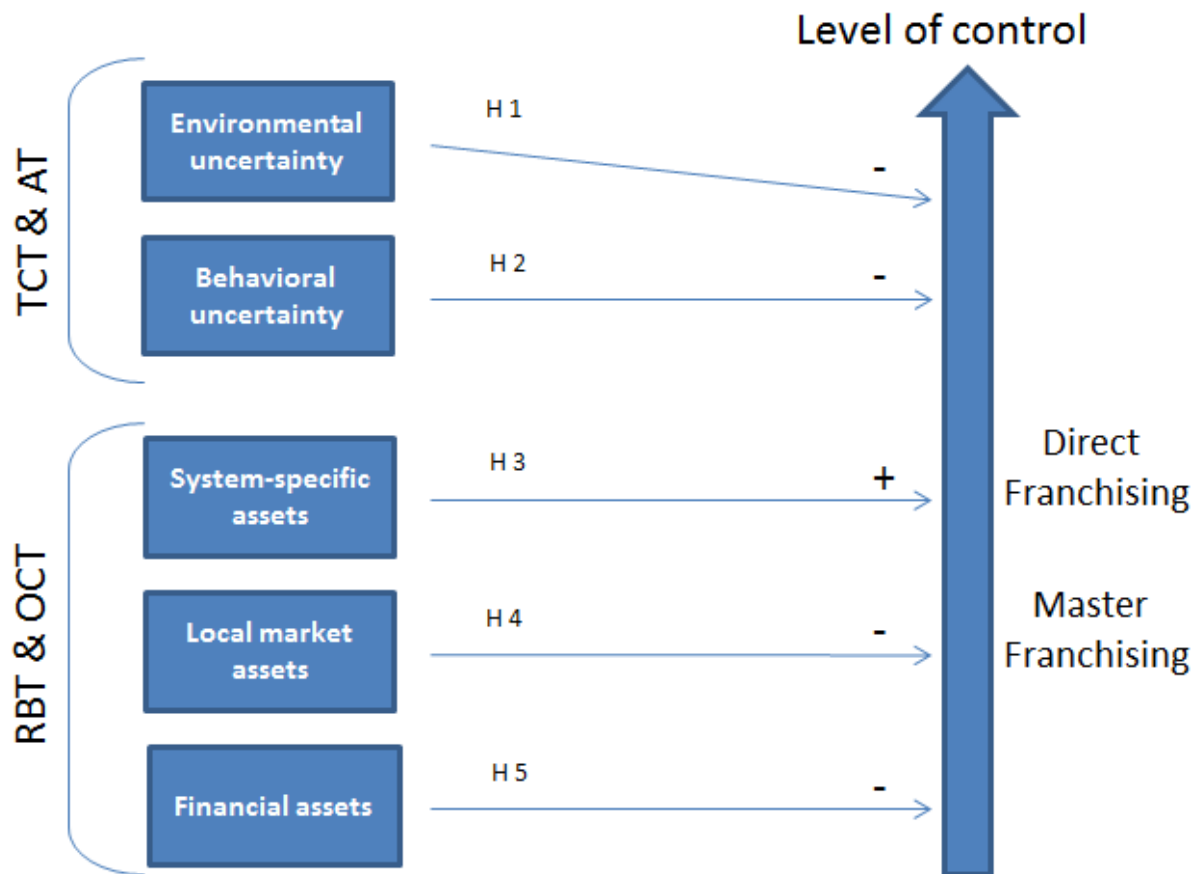 Level of control
TCT & AT
Environmental
uncertainty
H 1
-
Behavioral
uncertainty
H 2
-
RBT & OCT
System-specific
assets
H 3
+
Direct
Franchising
Local market
assets
H 4
-
Master
Franchising
Financial assets
H 5
-